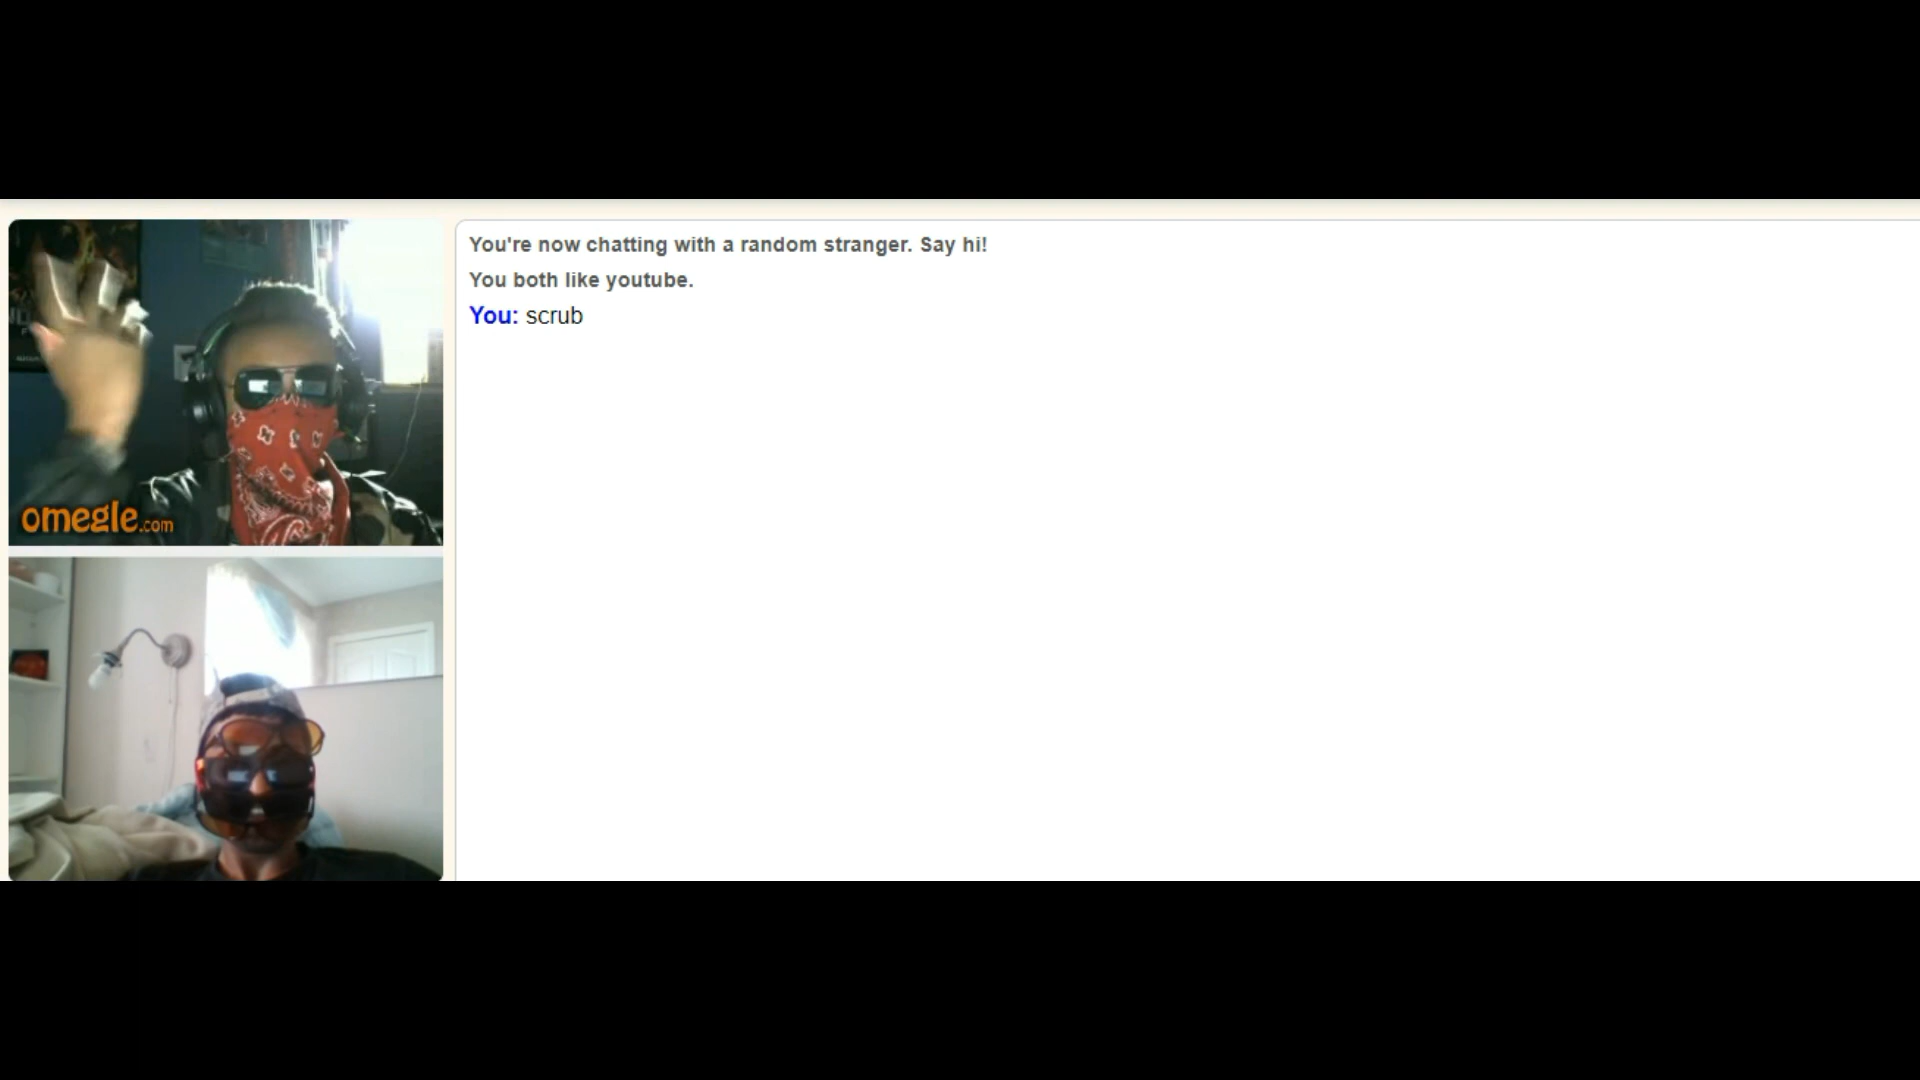 You're now chatting with a random stranger. Say hi!
You both like youtube.
You: scrub
omegle.com